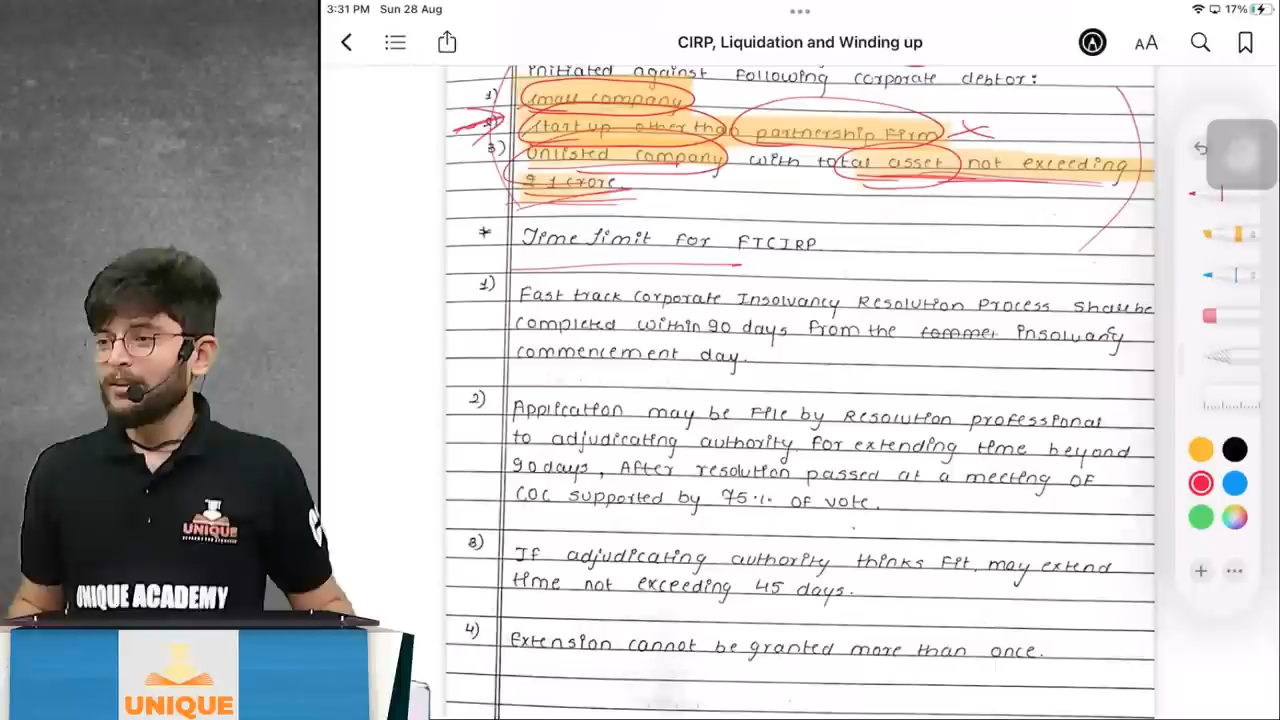 3:31 PM Sun 28 Aug
17%
CIRP, Liquidation and Winding up
AA
initiated against following corporate debtor:
1) small company
2) start up other than partnership Firm
3) Unlisted company with total asset not exceeding
₹ 1 crore.
* Time limit for FTCIRP
1) Fast track corporate Insolvancy Resolution Process shall be
completed within 90 days from the insolvancy
commencement day.
2) Application may be File by Resolution professional
to adjudicating authority, for extending time beyond
90 days, After resolution passed at a meeting OF
COC supported by 75.1. OF vote.
3) If adjudicating authority thinks Fit, may extend
time not exceeding 45 days.
4) Extension cannot be granted more than once.
UNIQUE
UNIQUE ACADEMY
UNIQUE